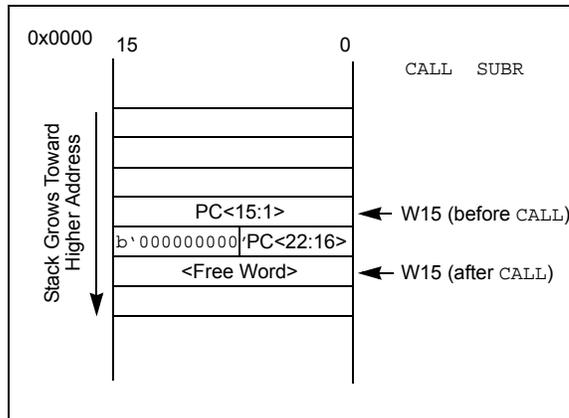 0x0000
15 0
CALL SUBR
Stack Grows Toward
Higher Address
PC<15:1>
W15 (before CALL)
b'000000000' PC<22:16>
<Free Word>
W15 (after CALL)